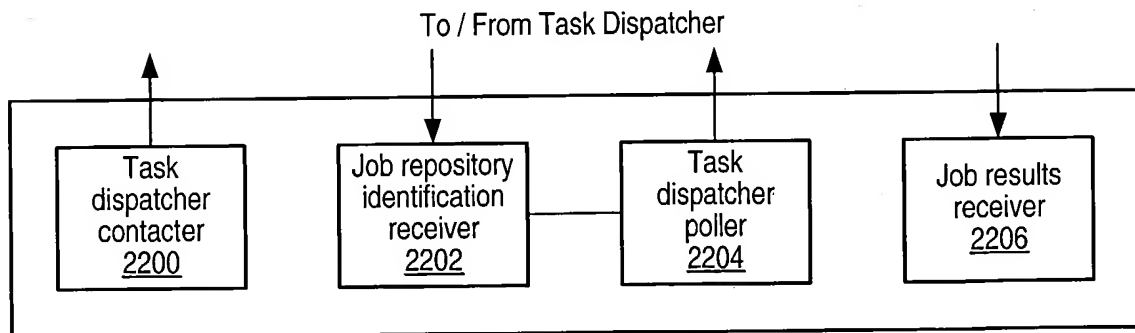 To / From Task Dispatcher
Task
dispatcher
contacter
2200
Job repository
identification
receiver
2202
Task
dispatcher
poller
2204
Job results
receiver
2206